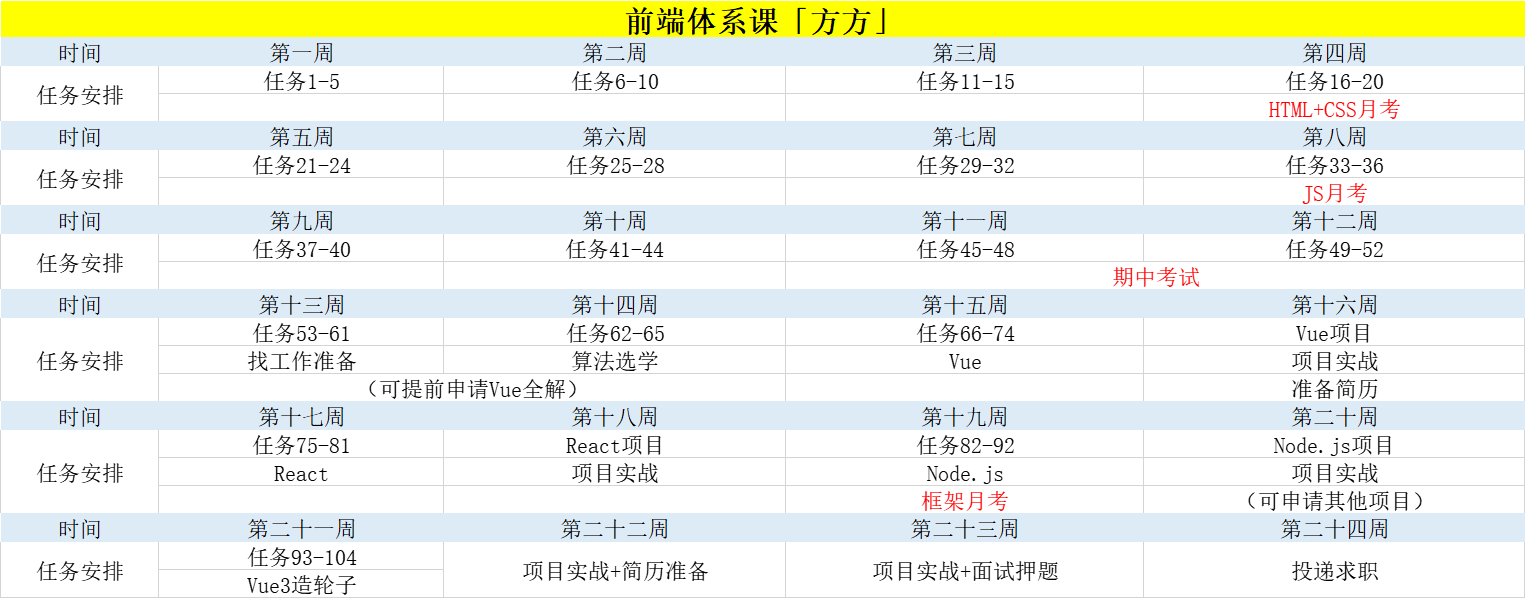 前端体系课「方方」
时间 第一周 第二周 第三周 第四周
任务安排 任务1-5 任务6-10 任务11-15 任务16-20
HTML+CSS月考
时间 第五周 第六周 第七周 第八周
任务安排 任务21-24 任务25-28 任务29-32 任务33-36
JS月考
时间 第九周 第十周 第十一周 第十二周
任务安排 任务37-40 任务41-44 任务45-48 任务49-52
期中考试
时间 第十三周 第十四周 第十五周 第十六周
任务53-61 任务62-65 任务66-74 Vue项目
任务安排 找工作准备 算法选学 Vue 项目实战
（可提前申请Vue全解） 准备简历
时间 第十七周 第十八周 第十九周 第二十周
任务75-81 React项目 任务82-92 Node.js项目
任务安排 React 项目实战 Node.js 项目实战
框架月考 （可申请其他项目）
时间 第二十一周 第二十二周 第二十三周 第二十四周
任务93-104
任务安排 项目实战+简历准备 项目实战+面试押题 投递求职
Vue3造轮子